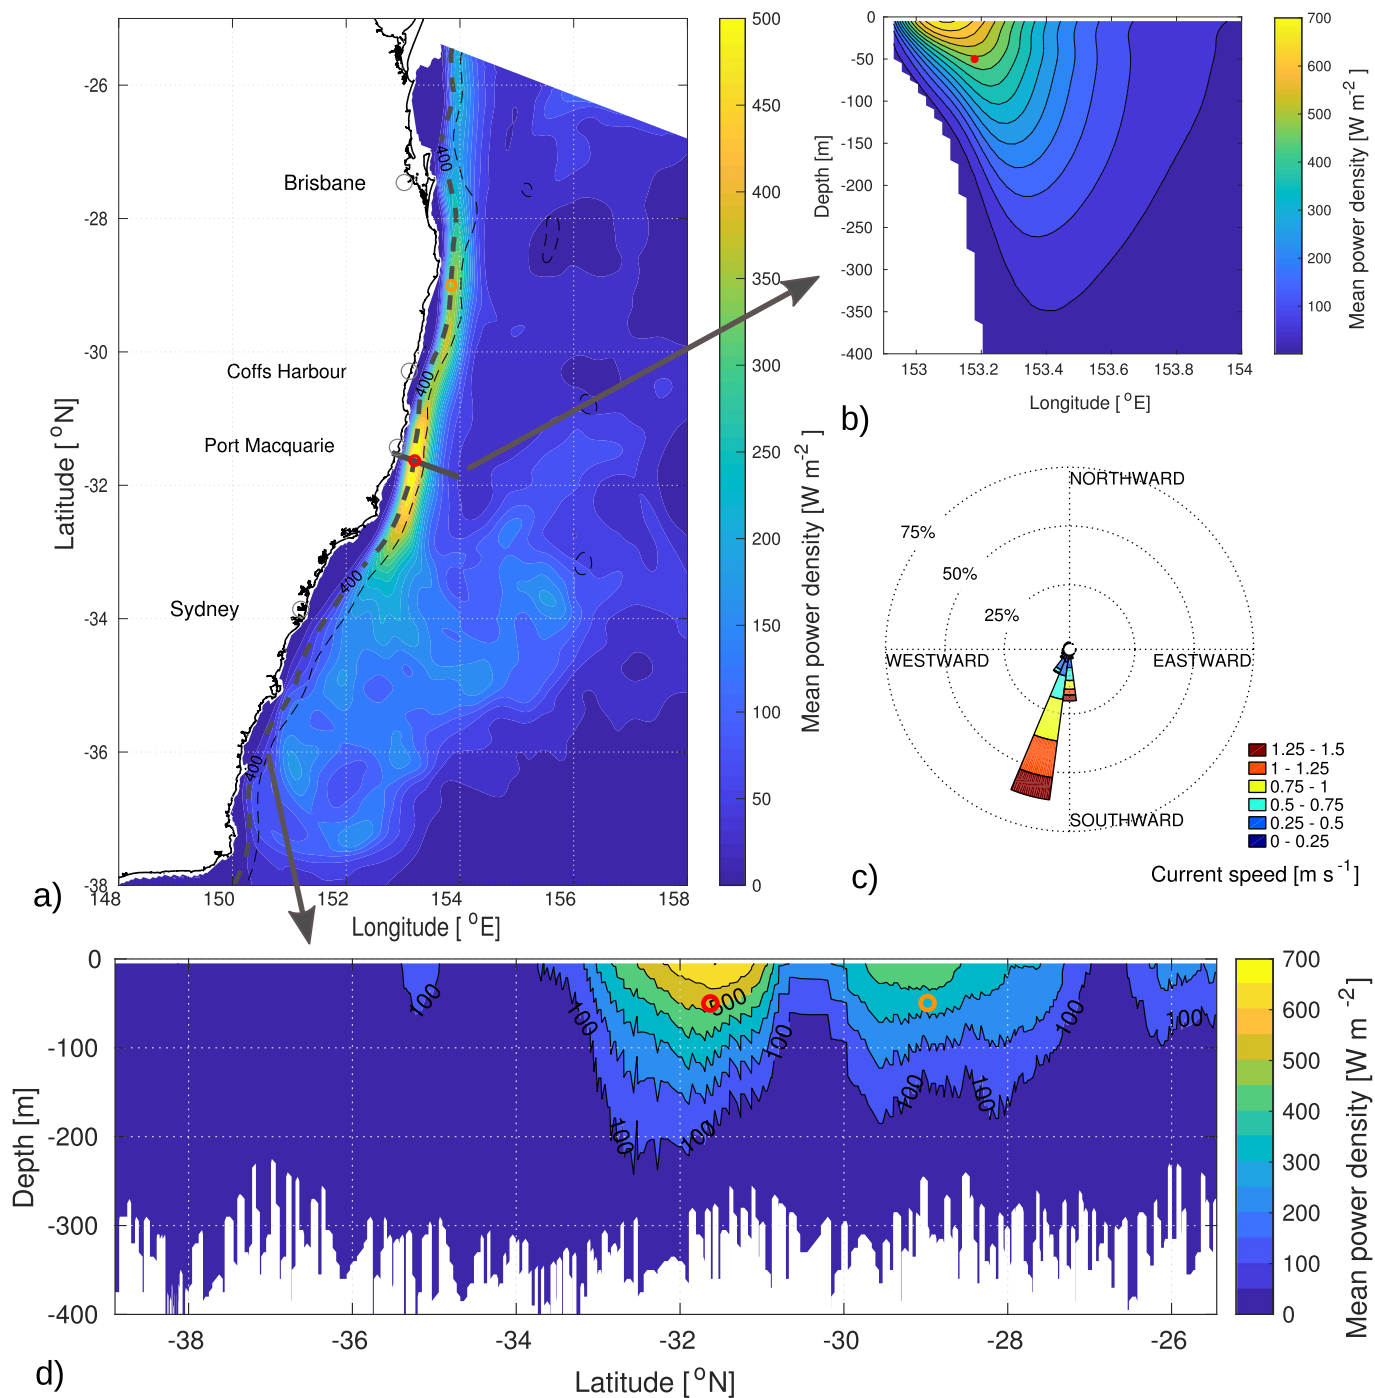 -26
-28
-30
-32
-34
-36
-38
148
150
152
154
156
158
Latitude [ °N]
Longitude [ °E]
Brisbane
Coffs Harbour
Port Macquarie
Sydney
400
400
400
400
a)
500
450
400
350
300
250
200
150
100
50
0
Mean power density [W m-2 ]
0
-50
-100
-150
-200
-250
-300
-350
-400
Depth [m]
153
153.2
153.4
153.6
153.8
154
Longitude [ °E]
b)
700
600
500
400
300
200
100
Mean power density [W m-2 ]
NORTHWARD
75%
50%
25%
WESTWARD
EASTWARD
SOUTHWARD
1.25 - 1.5
1 - 1.25
0.75 - 1
0.5 - 0.75
0.25 - 0.5
0 - 0.25
c)
Current speed [m s-1]
0
-100
-200
-300
-400
Depth [m]
100
100
100
100
500
100
100
100
100
100
-38
-36
-34
-32
-30
-28
-26
Latitude [ °N]
d)
700
600
500
400
300
200
100
0
Mean power density [W m-2]